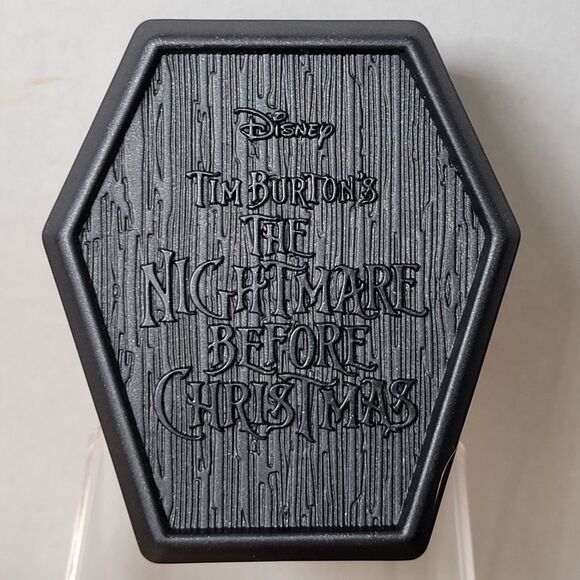 Disney
Tim Burton's
The
Nightmare
Before
Christmas